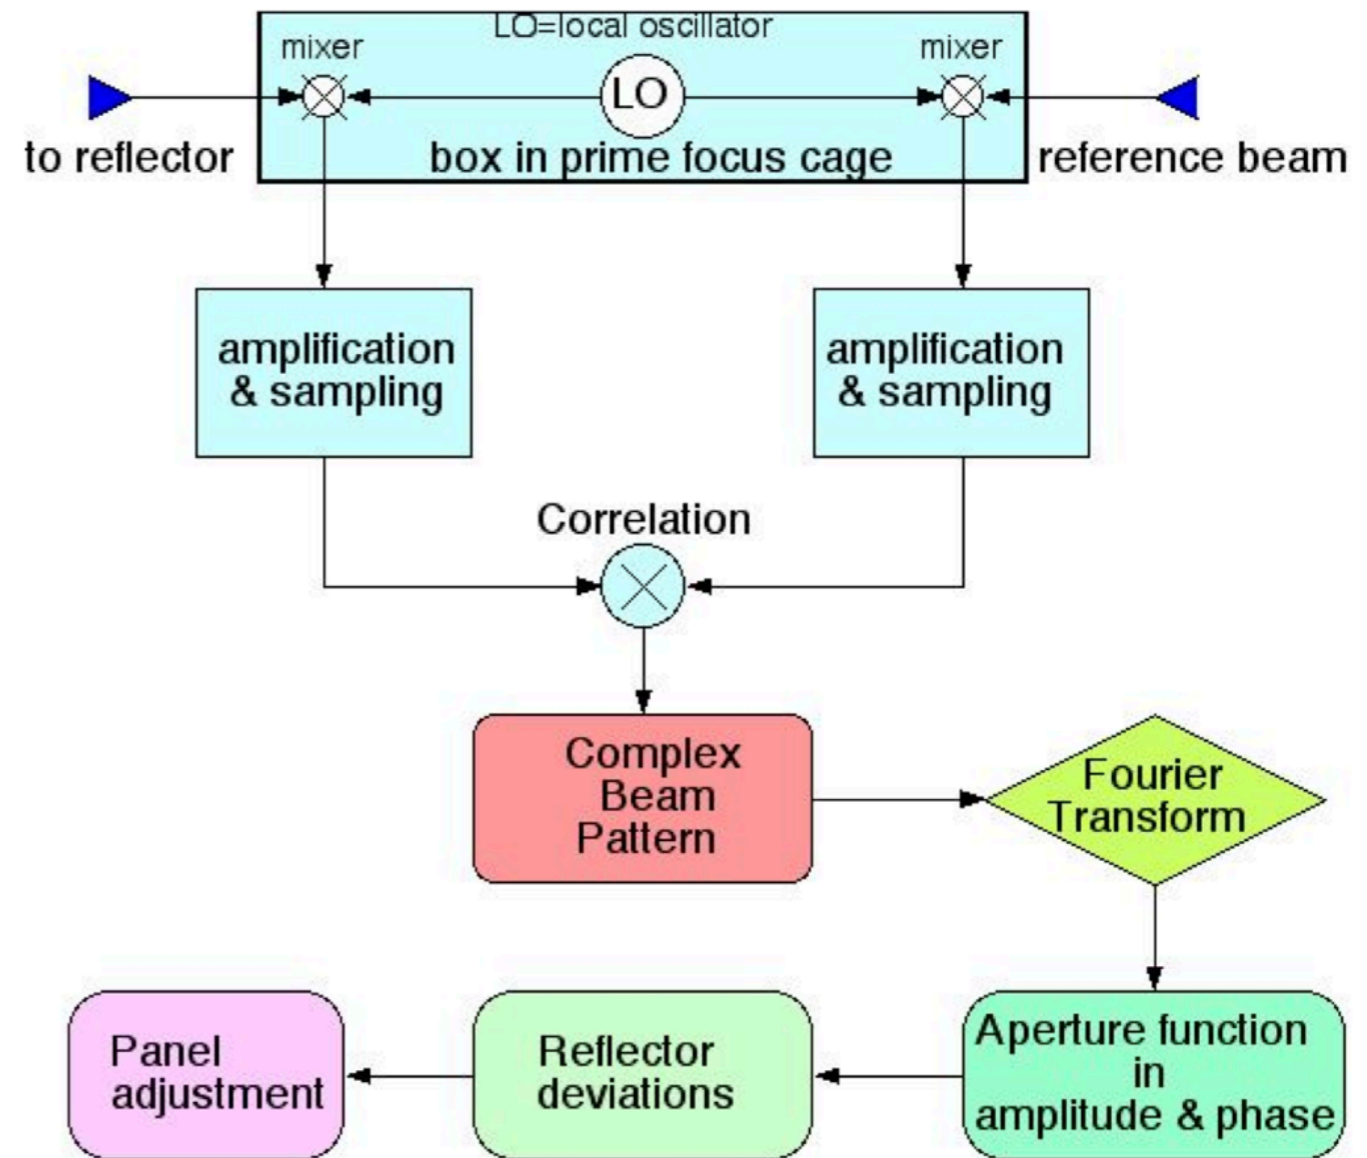 LO=local oscillator
mixer
mixer
LO
to reflector
box in prime focus cage
reference beam
amplification
& sampling
amplification
& sampling
Correlation
Complex
Beam
Pattern
Fourier
Transform
Panel
adjustment
Reflector
deviations
Aperture function
in
amplitude & phase